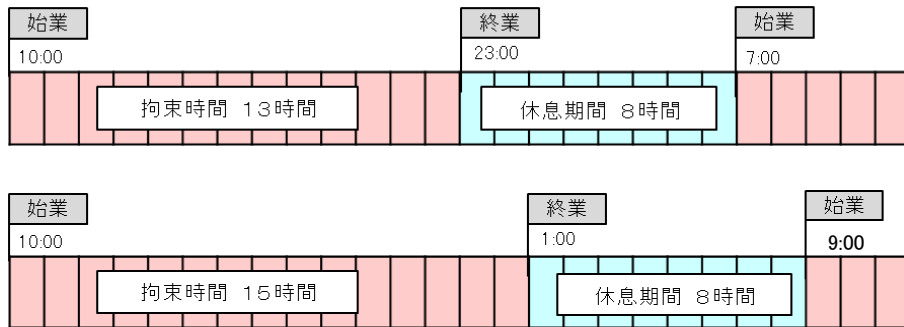 始業 終業 始業
10:00 23:00 7:00
拘束時間 13時間 休息期間 8時間
始業 終業 始業
10:00 1:00 9:00
拘束時間 15時間 休息期間 8時間